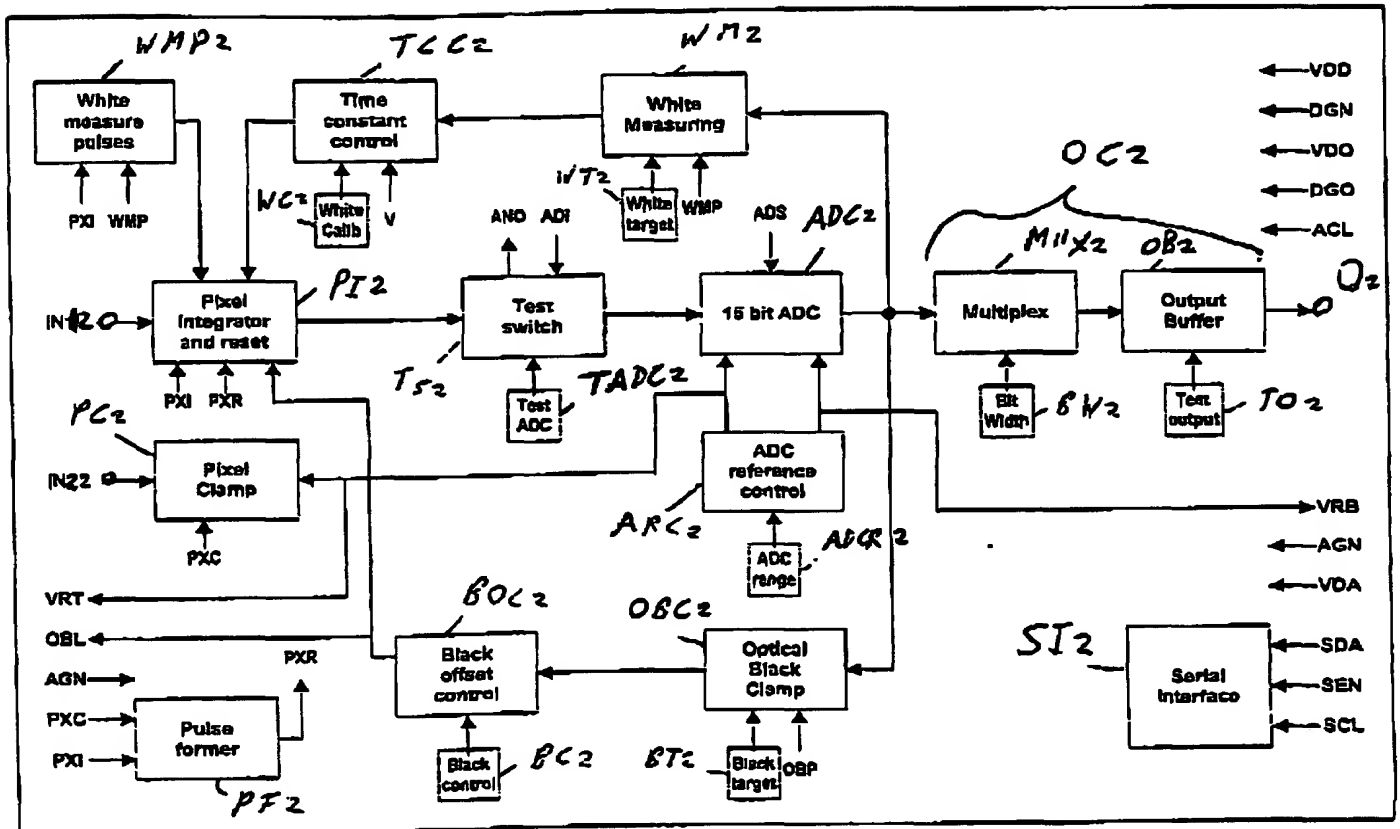 WMP2
TCC2
WM2
White
measure
pulses
Time
constant
control
White
Measuring
VDD
DGN
VDO
DGO
ACL
OC2
PXI
WMP
WC2
White
Calib
V
WT2
White
target
WMP
AND
ADI
ADS
ADC2
MUX2
OB2
O2
Pixel
integrator
and reset
PI2
Test
switch
15 bit ADC
Multiplex
Output
Buffer
TS2
PXI
PXR
Test
ADC
TADC2
Bit
Width
BW2
Test
output
TO2
PC2
IN22
Pixel
Clamp
ADC
reference
control
ARC2
PXC
ADC
range
ADCR2
VRB
AGN
VDA
VRT
OBL
AGN
PXC
PXI
PXR
BOC2
Black
offset
control
OBC2
Optical
Black
Clamp
SI2
Serial
Interface
SDA
SEN
SCL
Pulse
former
PF2
Black
control
BC2
BT2
Black
target
OBP